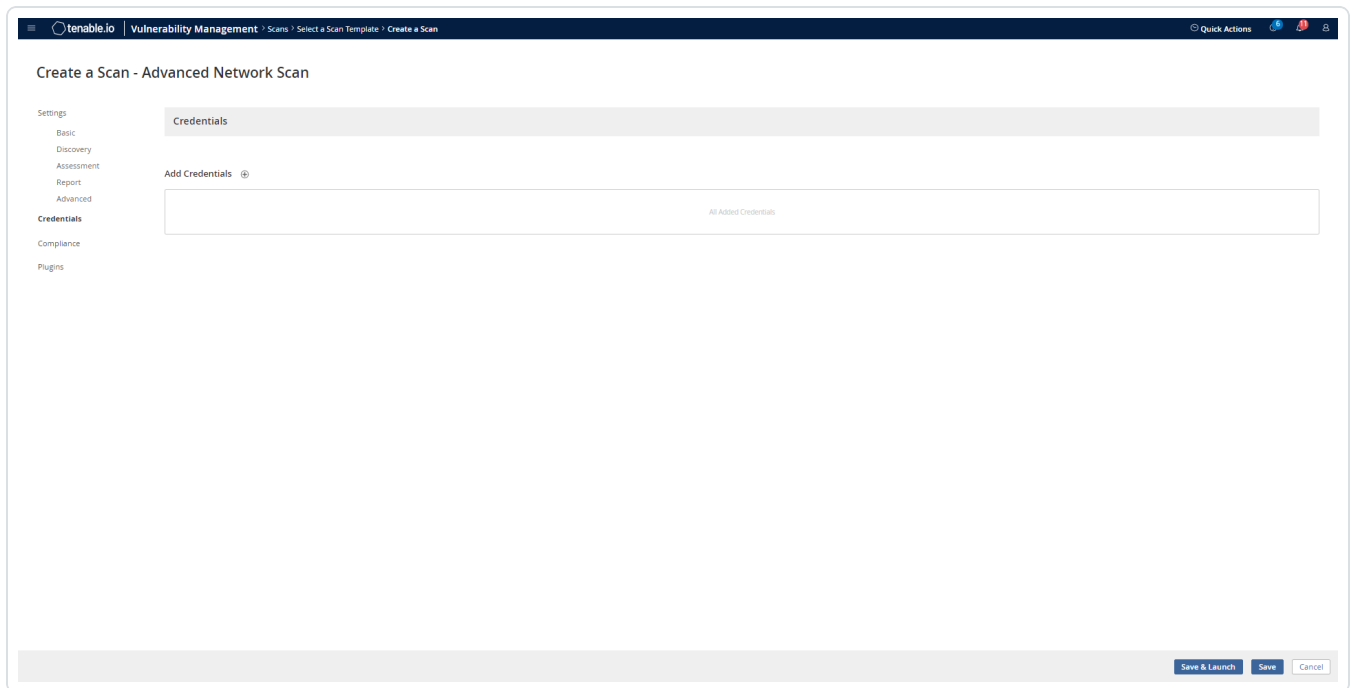 tenable.io Vulnerability Management > Scans > Select a Scan Template > Create a Scan Quick Actions 6 11
Create a Scan - Advanced Network Scan
Settings
Basic
Discovery
Assessment
Report
Advanced
Credentials
Compliance
Plugins
Credentials
Add Credentials
All Added Credentials
Save & Launch Save Cancel